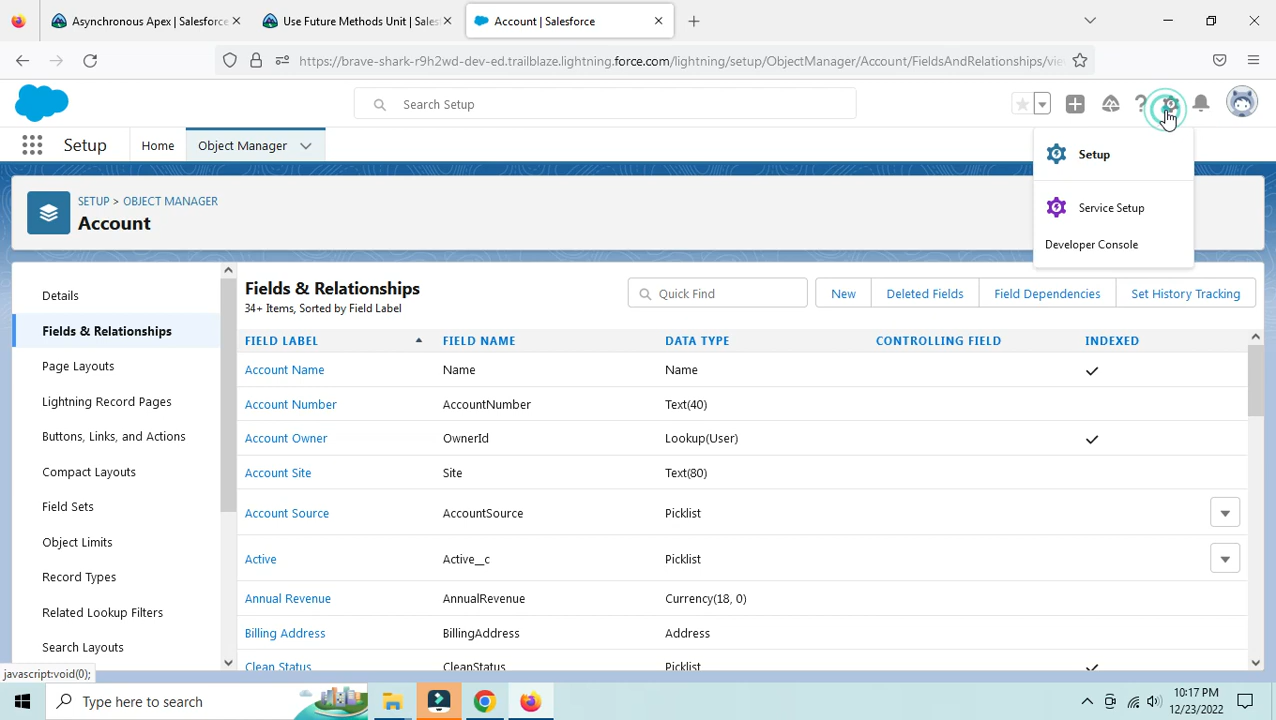 Asynchronous Apex | Salesforce
Use Future Methods Unit | Sales
Account | Salesforce
https://brave-shark-r9h2wd-dev-ed.trailblaze.lightning.force.com/lightning/setup/ObjectManager/Account/FieldsAndRelationships/vie
Search Setup
Setup
Home
Object Manager
Setup
Service Setup
Developer Console
SETUP > OBJECT MANAGER
Account
Details
Fields & Relationships
Page Layouts
Lightning Record Pages
Buttons, Links, and Actions
Compact Layouts
Field Sets
Object Limits
Record Types
Related Lookup Filters
Search Layouts
Fields & Relationships
34+ Items, Sorted by Field Label
Quick Find
New
Deleted Fields
Field Dependencies
Set History Tracking
FIELD LABEL FIELD NAME DATA TYPE CONTROLLING FIELD INDEXED
Account Name Name Name
Account Number AccountNumber Text(40)
Account Owner OwnerId Lookup(User)
Account Site Site Text(80)
Account Source AccountSource Picklist
Active Active__c Picklist
Annual Revenue AnnualRevenue Currency(18, 0)
Billing Address BillingAddress Address
Clean Status CleanStatus Picklist
javascript:void(0);
Type here to search
10:17 PM
12/23/2022